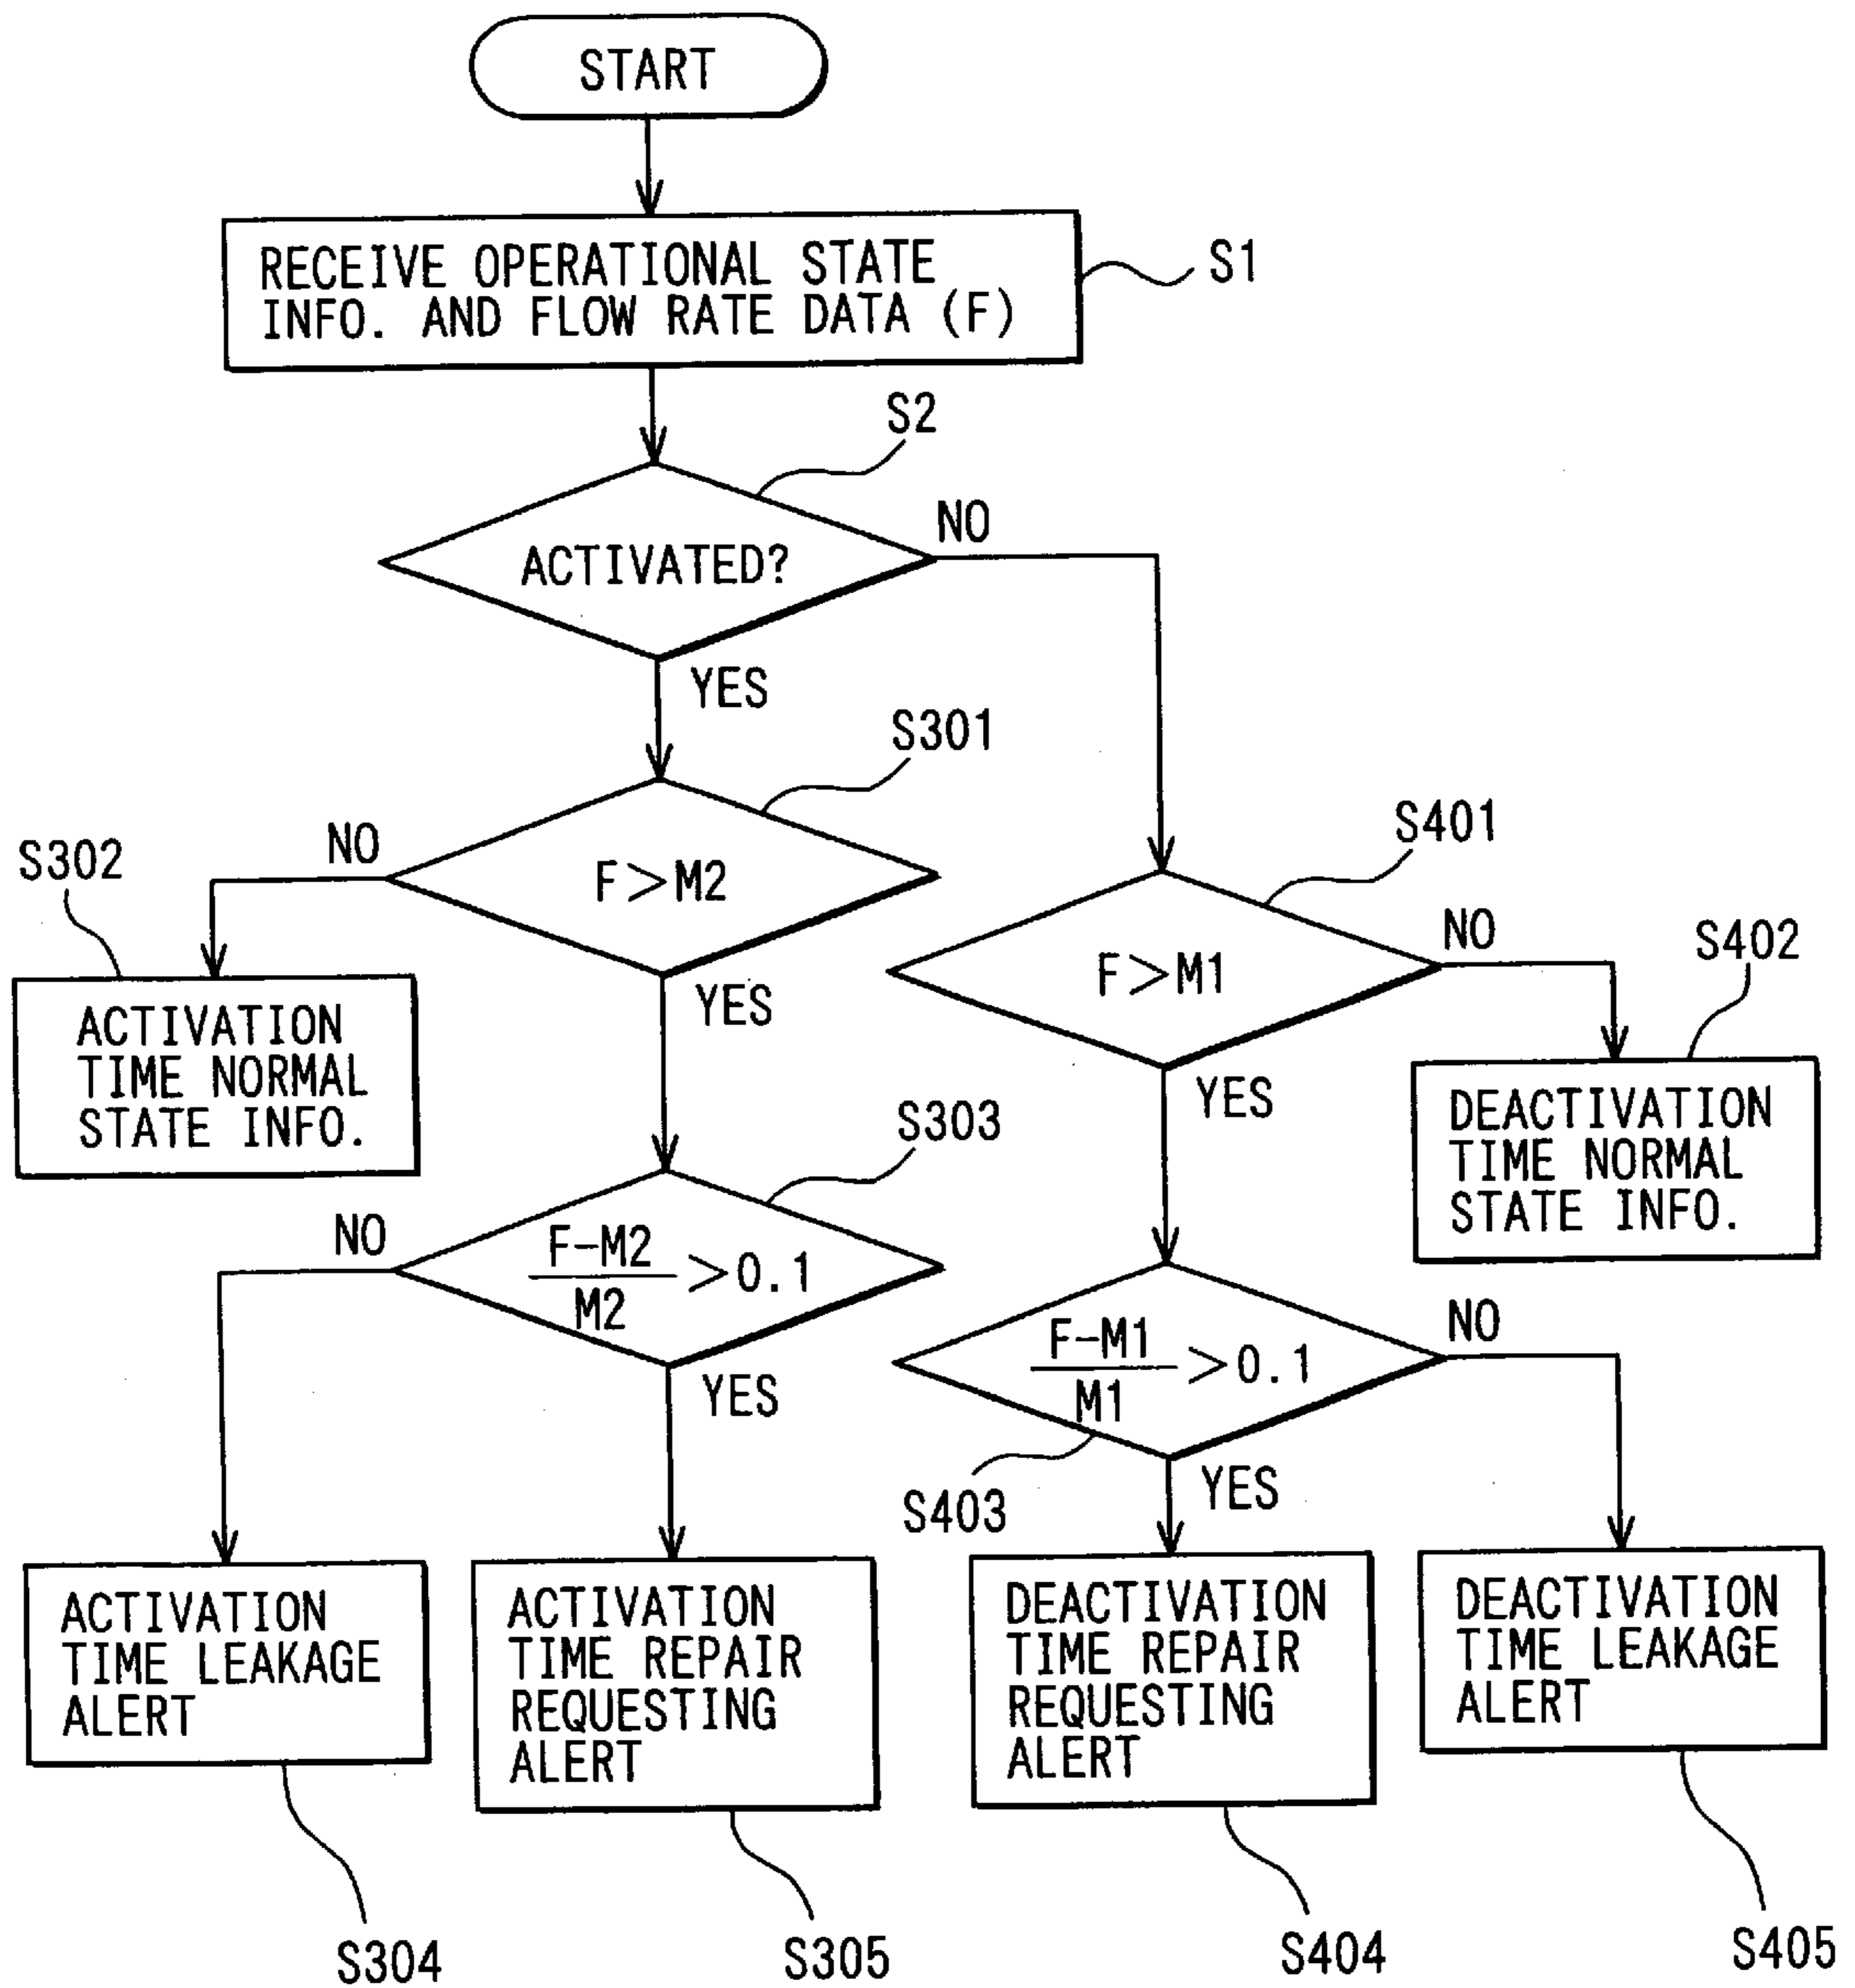 START
RECEIVE OPERATIONAL STATE
INFO. AND FLOW RATE DATA (F)
S1
S2
ACTIVATED?
NO
YES
S301
F>M2
NO
YES
S302
ACTIVATION
TIME NORMAL
STATE INFO.
S401
F>M1
NO
YES
S402
DEACTIVATION
TIME NORMAL
STATE INFO.
S303
F-M2
M2
>0.1
NO
YES
F-M1
M1
>0.1
NO
YES
S403
ACTIVATION
TIME LEAKAGE
ALERT
ACTIVATION
TIME REPAIR
REQUESTING
ALERT
DEACTIVATION
TIME REPAIR
REQUESTING
ALERT
DEACTIVATION
TIME LEAKAGE
ALERT
S304
S305
S404
S405